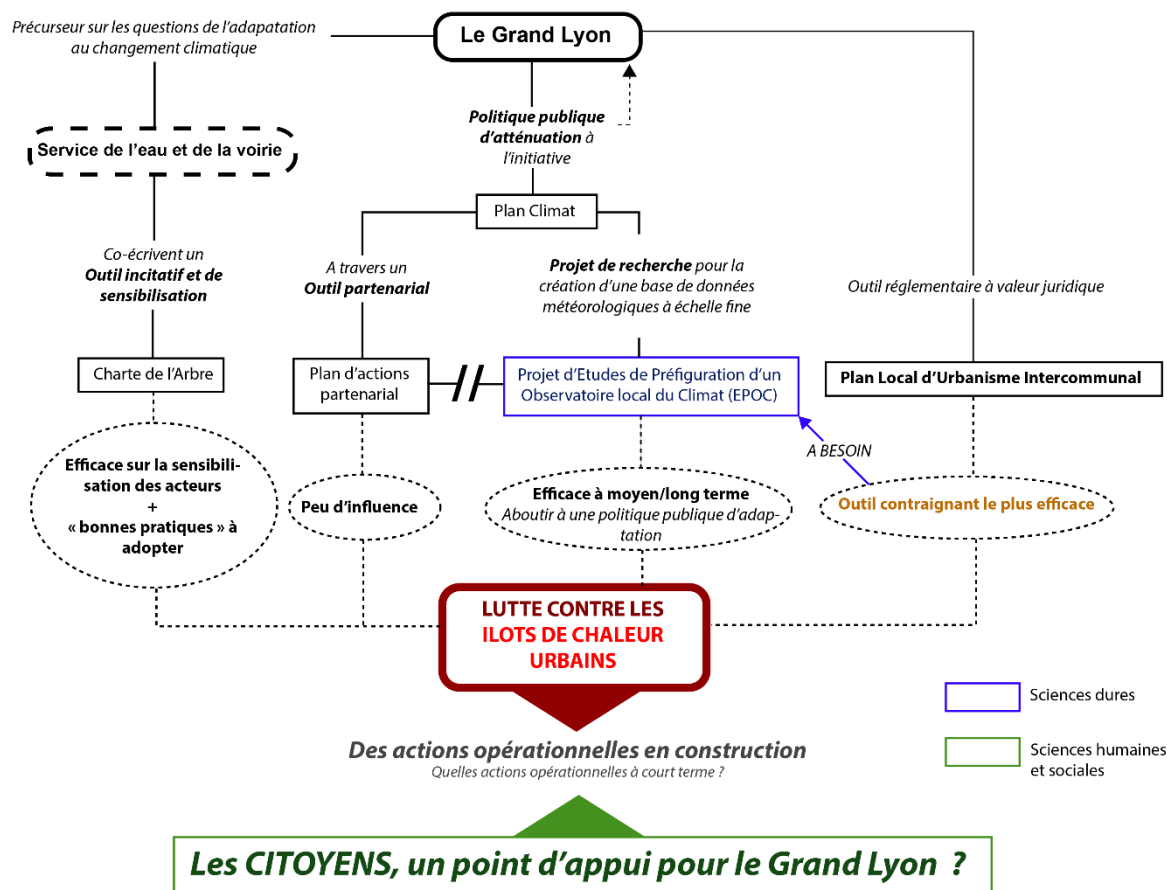 Précurseur sur les questions de l'adapatation
au changement climatique
Le Grand Lyon
Politique publique
d'atténuation à
l'initiative
Service de l'eau et de la voirie
Plan Climat
Co-écrivent un
Outil incitatif et de
sensibilisation
A travers un
Outil partenarial
Projet de recherche pour la
création d'une base de données
météorologiques à échelle fine
Outil réglementaire à valeur juridique
Charte de l'Arbre
Plan d'actions
partenarial
Projet d'Etudes de Préfiguration d'un
Observatoire local du Climat (EPOC)
Plan Local d'Urbanisme Intercommunal
A BESOIN
Efficace sur la sensibili-
sation des acteurs
+
« bonnes pratiques » à
adopter
Peu d'influence
Efficace à moyen/long terme
Aboutir à une politique publique d'adap-
tation
Outil contraignant le plus efficace
LUTTE CONTRE LES
ILOTS DE CHALEUR
URBAINS
Sciences dures
Sciences humaines
et sociales
Des actions opérationnelles en construction
Quelles actions opérationnelles à court terme ?
Les CITOYENS, un point d'appui pour le Grand Lyon ?